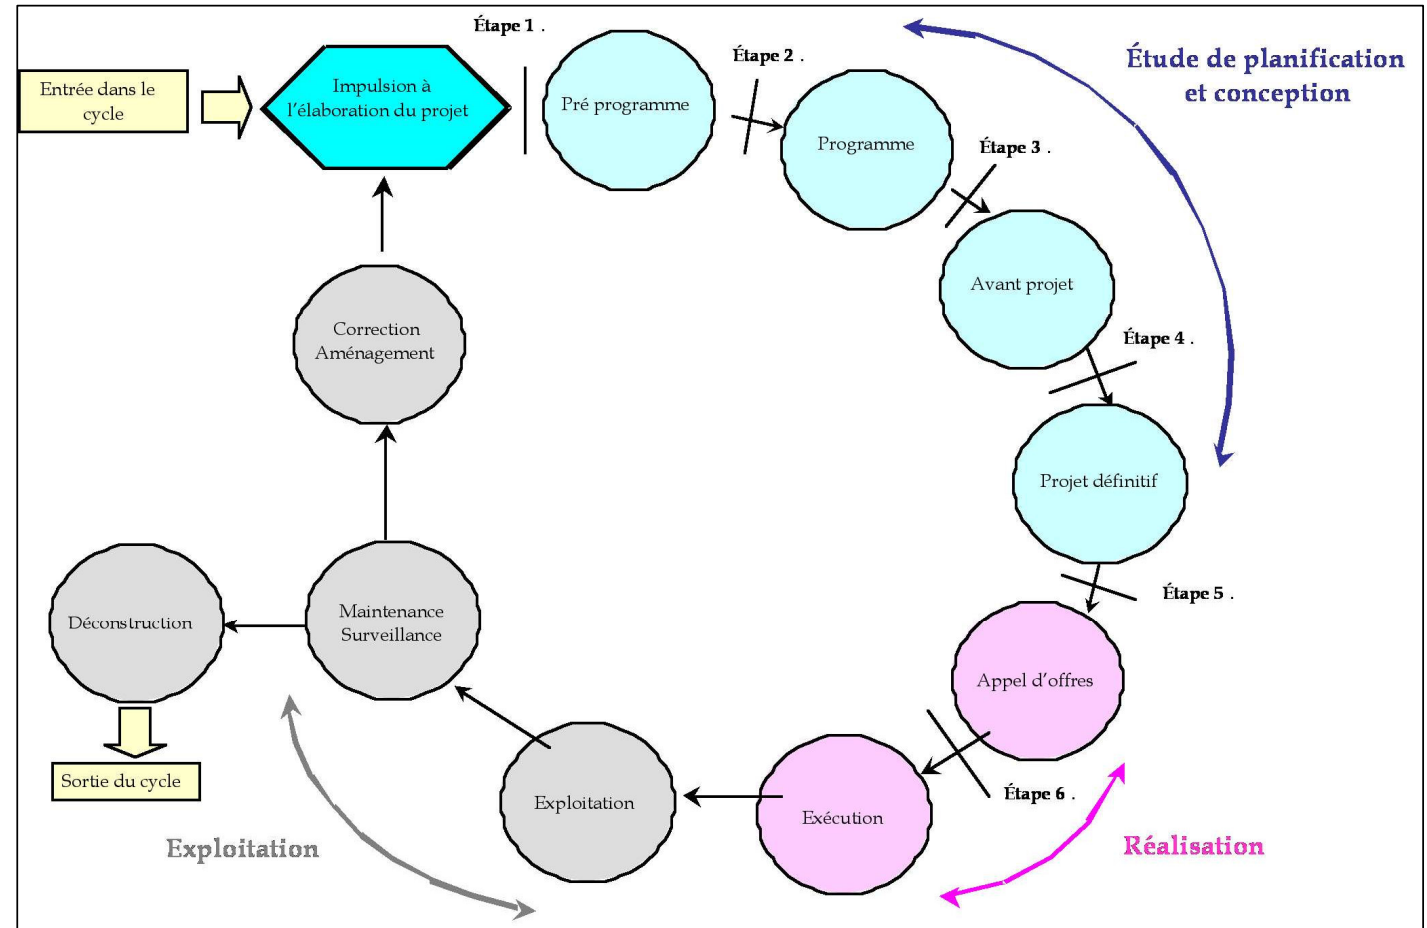 Étape 1 .
Étape 2 .
Étude de planification
et conception
Entrée dans le
cycle
Impulsion à
l'élaboration du projet
Pré programme
Programme
Étape 3 .
Avant projet
Étape 4 .
Correction
Aménagement
Projet définitif
Étape 5 .
Déconstruction
Maintenance
Surveillance
Appel d'offres
Sortie du cycle
Étape 6 .
Exploitation
Exécution
Exploitation
Réalisation